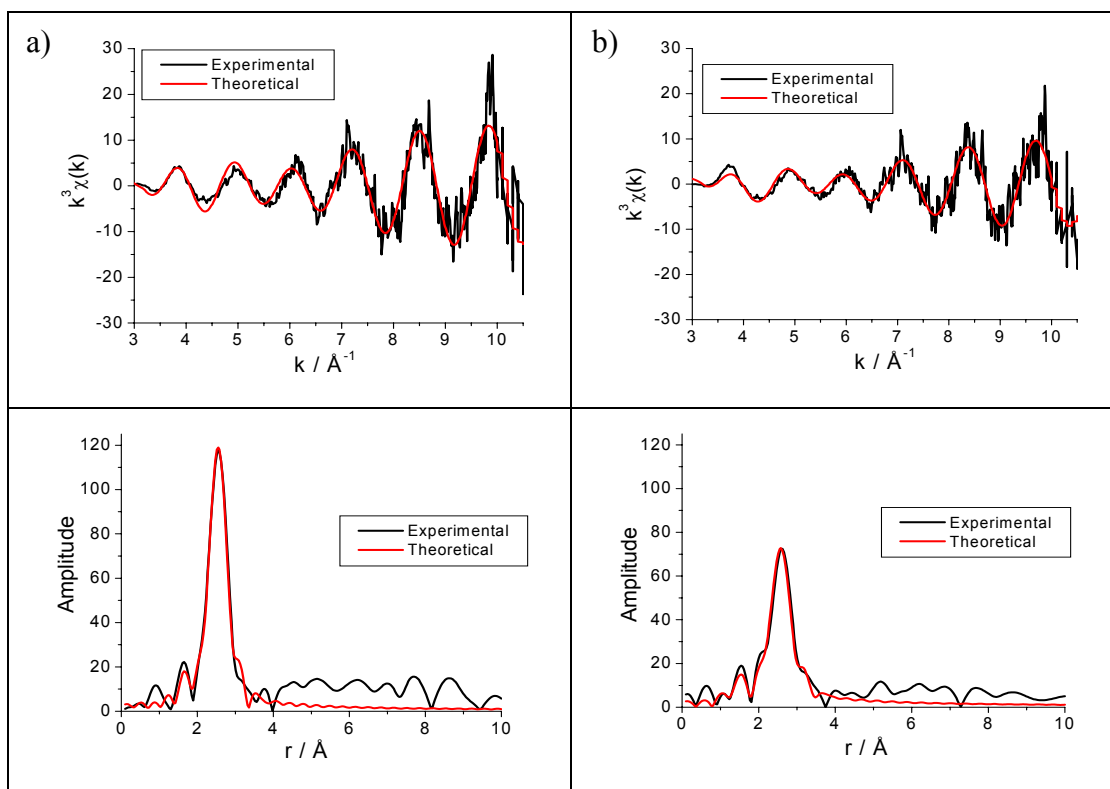 a)
30
20
10
0
-10
-20
-30
k³χ(k)
Experimental
Theoretical
3 4 5 6 7 8 9 10
k / Å⁻¹
b)
30
20
10
0
-10
-20
-30
k³χ(k)
Experimental
Theoretical
3 4 5 6 7 8 9 10
k / Å⁻¹
120
100
80
60
40
20
0
Amplitude
Experimental
Theoretical
0 2 4 6 8 10
r / Å
120
100
80
60
40
20
0
Amplitude
Experimental
Theoretical
0 2 4 6 8 10
r / Å